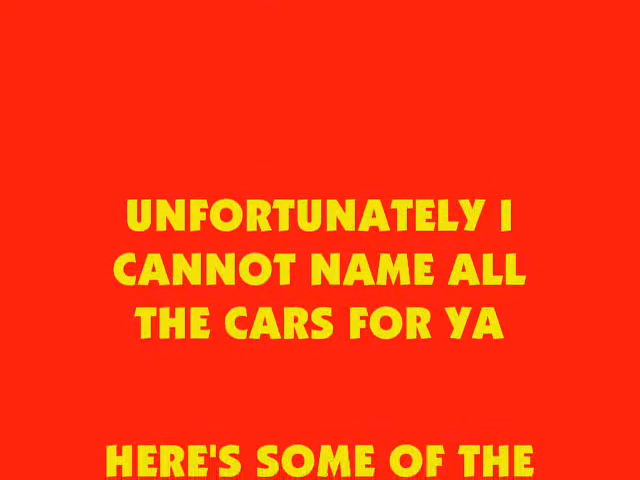 UNFORTUNATELY I
CANNOT NAME ALL
THE CARS FOR YA
HERE'S SOME OF THE